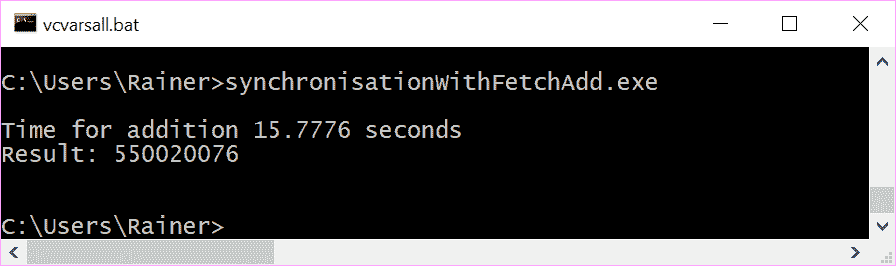 vcvarsall.bat
C:\Users\Rainer>synchronisationWithFetchAdd.exe
Time for addition 15.7776 seconds
Result: 550020076
C:\Users\Rainer>